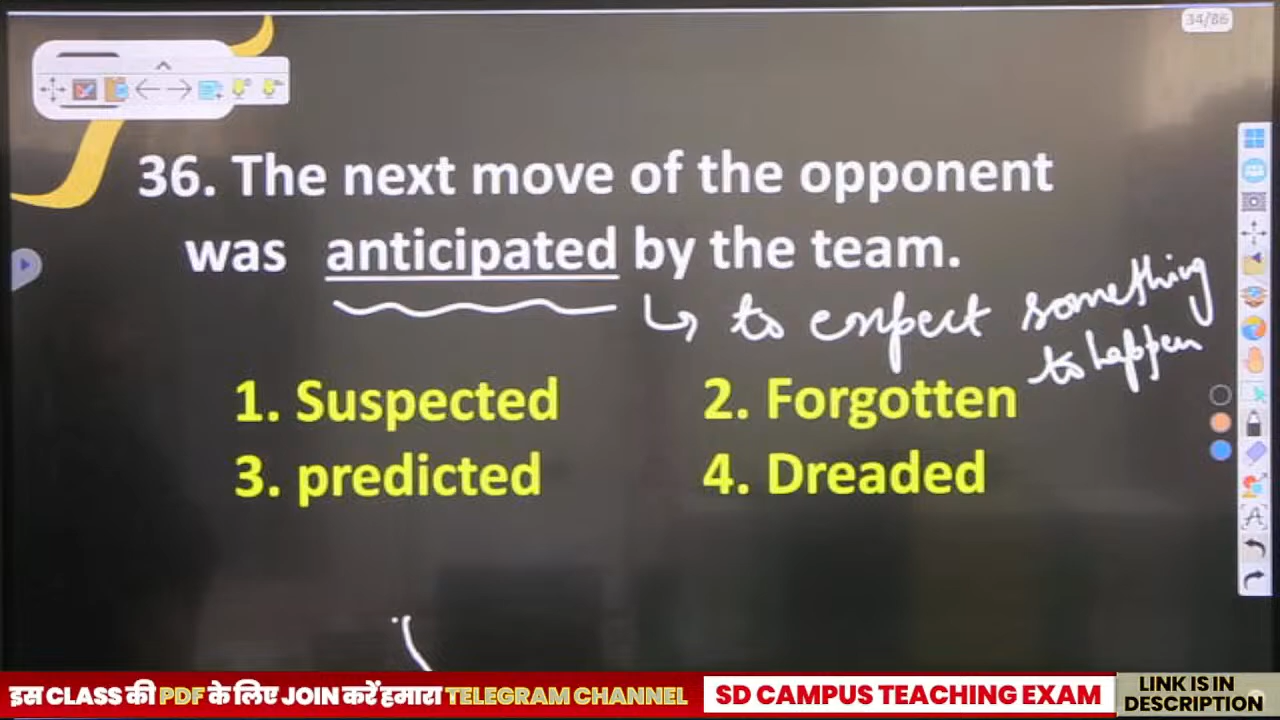 34/86
36. The next move of the opponent
was anticipated by the team.
to expect something
to happen
1. Suspected 2. Forgotten
3. predicted 4. Dreaded
इस CLASS की PDF के लिए JOIN करें हमारा TELEGRAM CHANNEL SD CAMPUS TEACHING EXAM LINK IS IN
DESCRIPTION